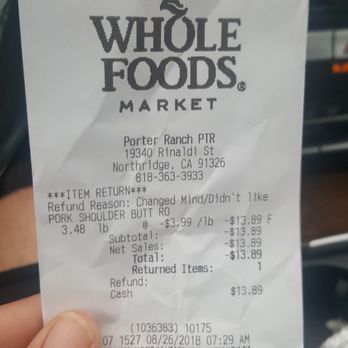 WHOLE
FOODS®
MARKET
Porter Ranch PTR
19340 Rinaldi St
Northridge, CA 91326
818-363-3933
***ITEM RETURN***
Refund Reason: Changed Mind/Didn't like
PORK SHOULDER BUTT RO -$13.89 F
3.48 lb @ -$3.99 /lb -$13.89
Subtotal: -$13.89
Net Sales: -$13.89
Total: -$13.89
Returned Items: 1
Refund:
Cash $13.89
(1036383) 10175
07 1527 08/26/2018 07:29 AM